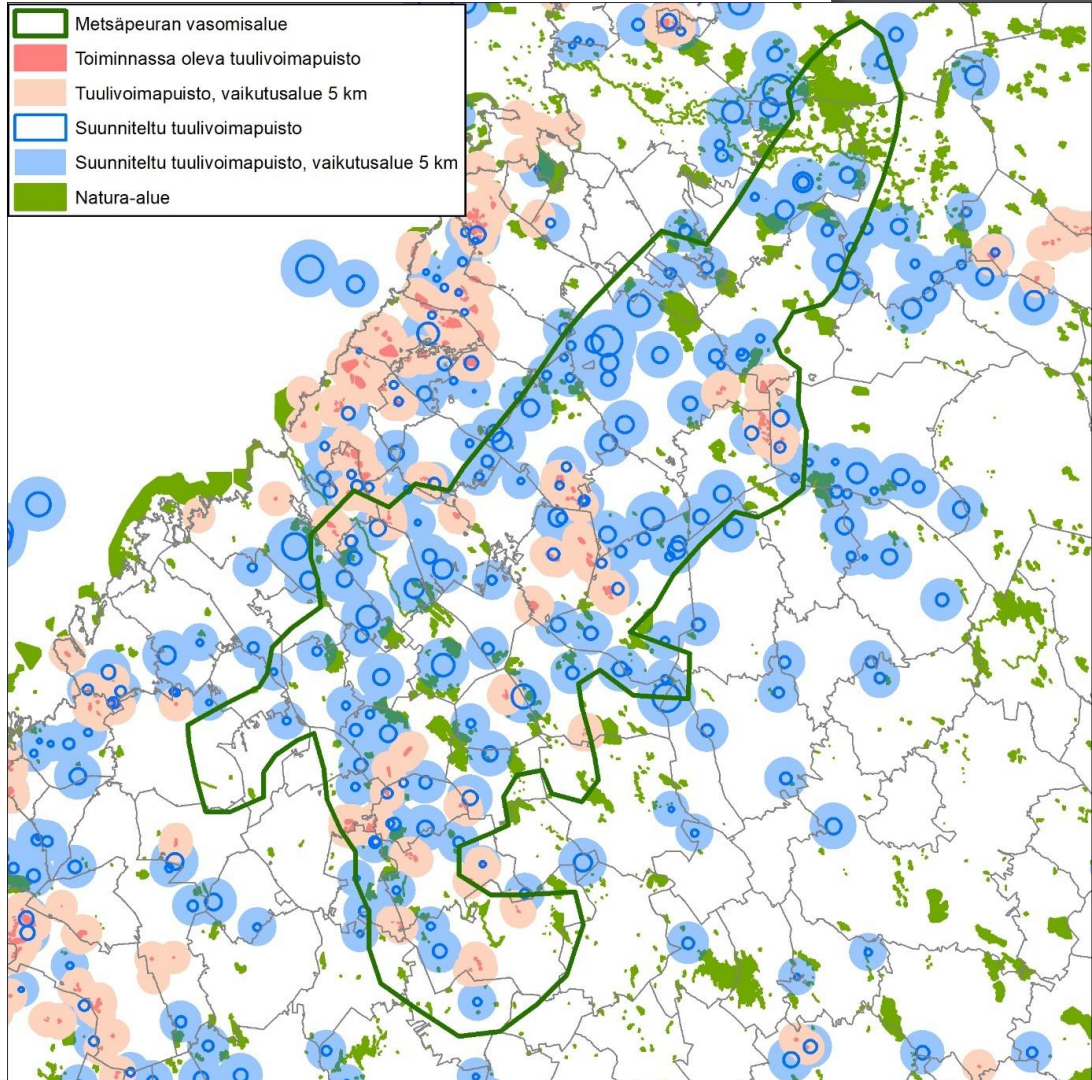 Metsäpeuran vasomisalue
Toiminnassa oleva tuulivoimapuisto
Tuulivoimapuisto, vaikutusalue 5 km
Suunniteltu tuulivoimapuisto
Suunniteltu tuulivoimapuisto, vaikutusalue 5 km
Natura-alue